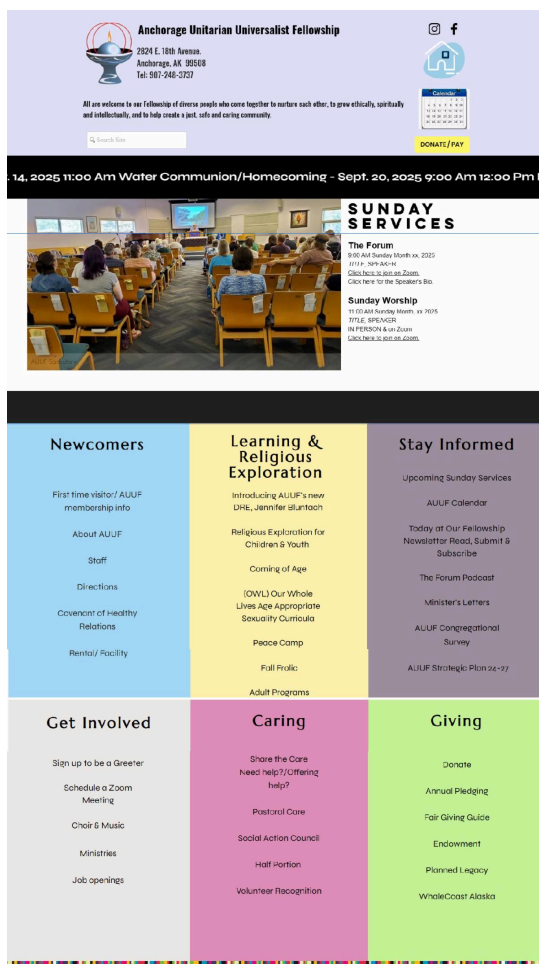 Anchorage Unitarian Universalist Fellowship
2824 E. 18th Avenue.
Anchorage, AK 99508
Tel: 907-248-3737
All are welcome to our Fellowship of diverse people who come together to nurture each other, to grow ethically, spiritually
and intellectually, and to help create a just, safe and caring community.
Search Site
Calendar
DONATE/PAY
. 14, 2025 11:00 Am Water Communion/Homecoming - Sept. 20, 2025 9:00 Am 12:00 Pm
SUNDAY
SERVICES
The Forum
9:00 AM Sunday Month xx, 2025
TITLE, SPEAKER
Click here to join on Zoom.
Click here for the Speaker's Bio.
Sunday Worship
11:00 AM Sunday Month, xx 2025
TITLE, SPEAKER
IN PERSON & on Zoom
Click here to join on Zoom.
Newcomers
First time visitor/ AUUF
membership info
About AUUF
Staff
Directions
Covenant of Healthy
Relations
Rental/ Facility
Learning &
Religious
Exploration
Introducing AUUF's new
DRE, Jennifer Bluntach
Religious Exploration for
Children & Youth
Coming of Age
(OWL) Our Whole
Lives Age Appropriate
Sexuality Curricula
Peace Camp
Fall Frolic
Adult Programs
Stay Informed
Upcoming Sunday Services
AUUF Calendar
Today at Our Fellowship
Newsletter Read, Submit &
Subscribe
The Forum Podcast
Minister's Letters
AUUF Congregational
Survey
AUUF Strategic Plan 24-27
Get Involved
Sign up to be a Greeter
Schedule a Zoom
Meeting
Choir & Music
Ministries
Job openings
Caring
Share the Care
Need help?/Offering
help?
Pastoral Care
Social Action Council
Half Portion
Volunteer Recognition
Giving
Donate
Annual Pledging
Fair Giving Guide
Endowment
Planned Legacy
WhaleCoast Alaska